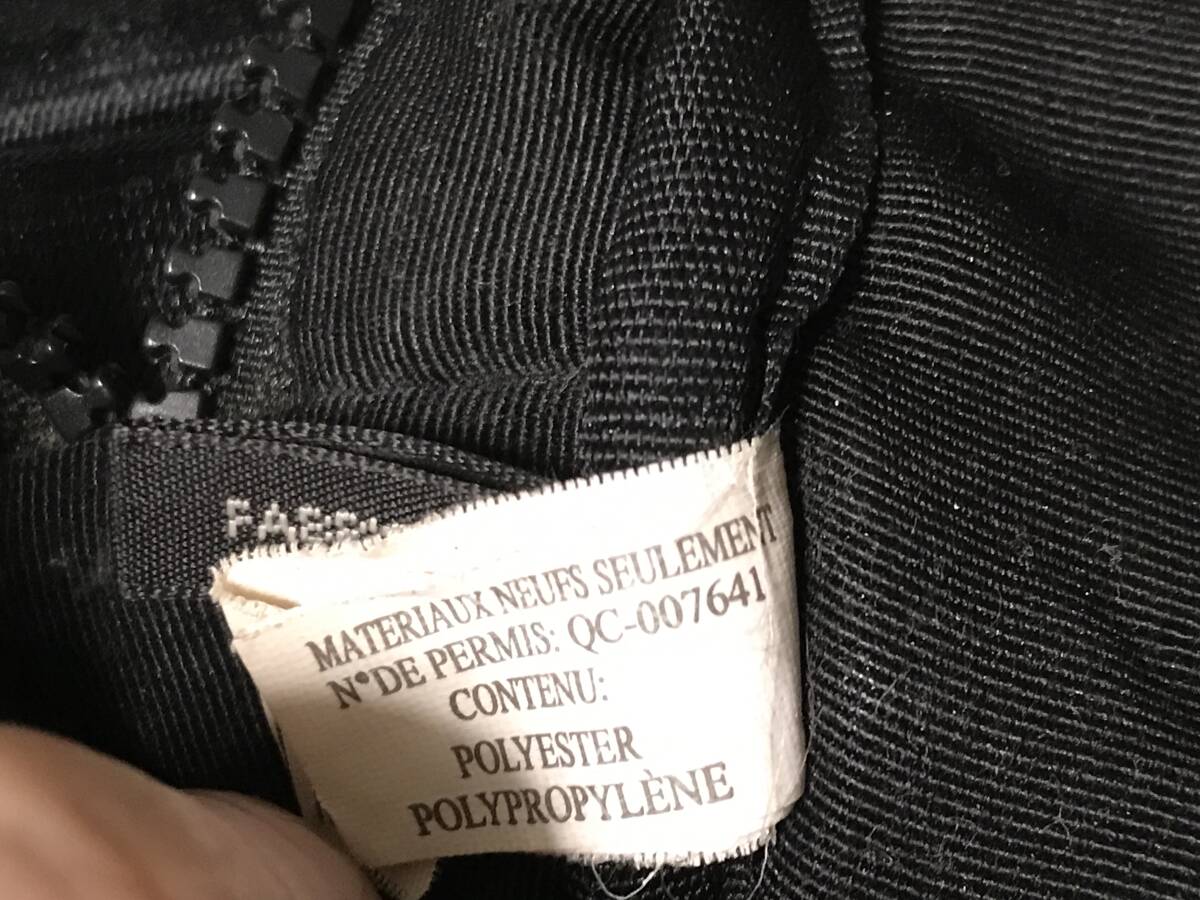 MATERIAUX NEUFS SEULEMENT
N° DE PERMIS: QC-007641
CONTENU:
POLYESTER
POLYPROPYLÈNE